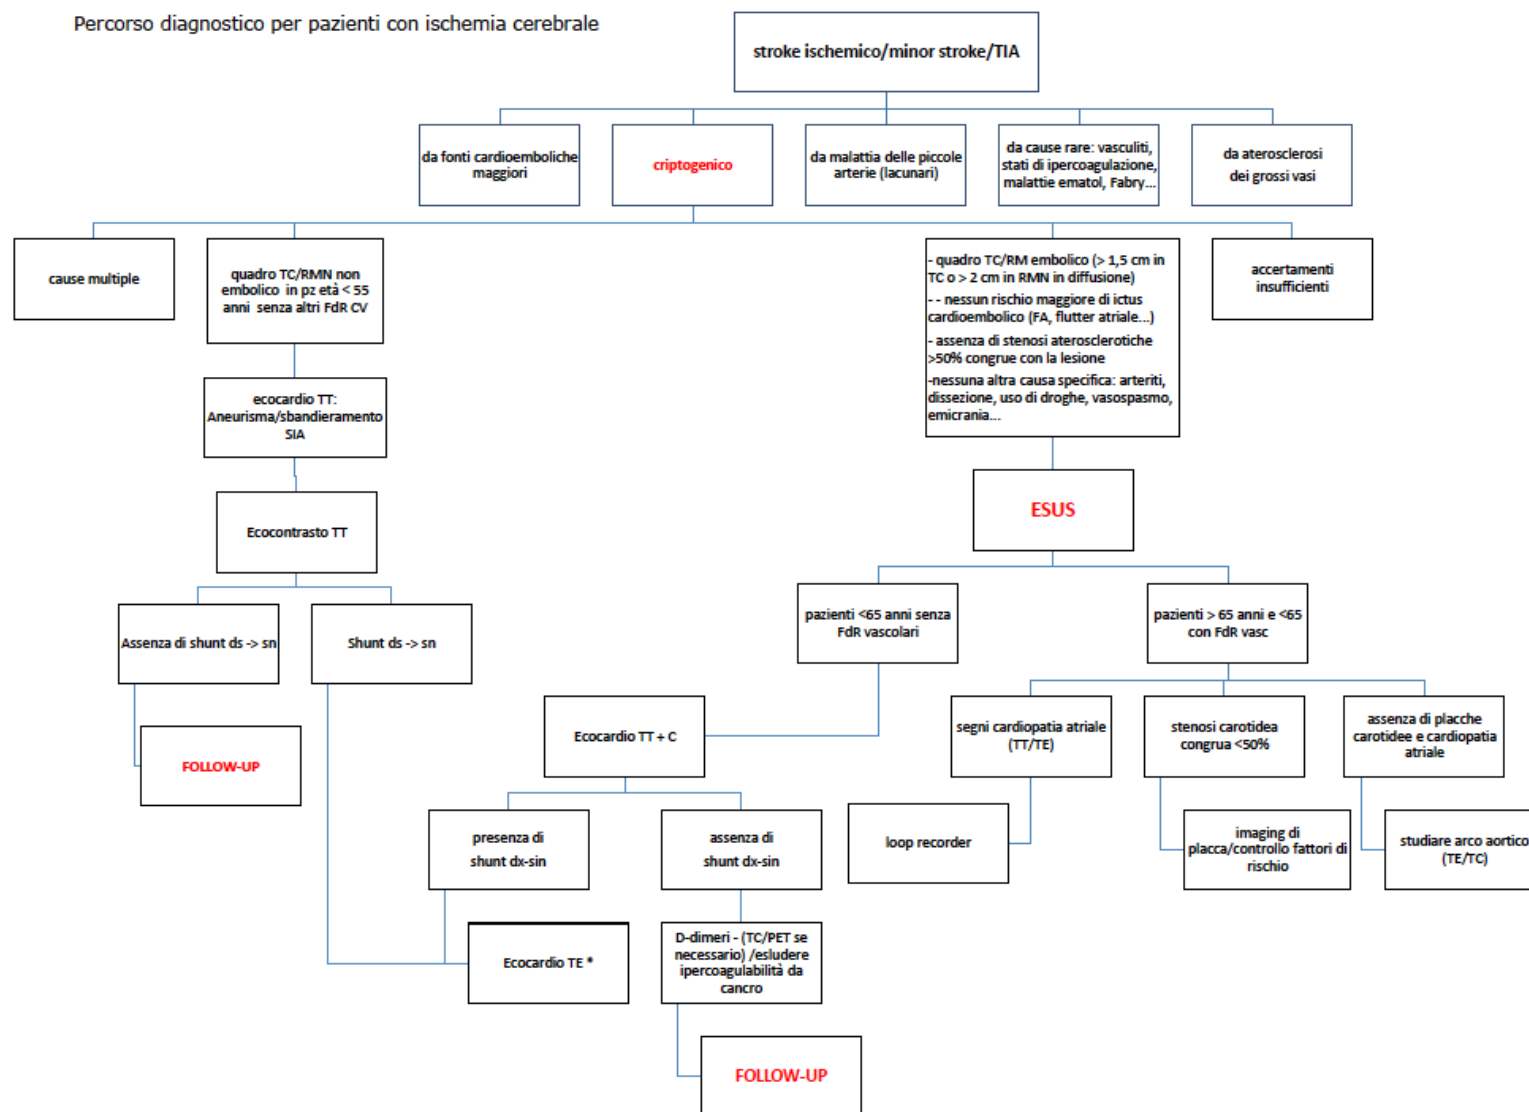 Percorso diagnostico per pazienti con ischemia cerebrale
stroke ischemico/minor stroke/TIA
da fonti cardioemboliche
maggiori
criptogenico
da malattia delle piccole
arterie (lacunari)
da cause rare: vasculiti,
stati di ipercoagulazione,
malattie ematol, Fabry...
da aterosclerosi
dei grossi vasi
cause multiple
quadro TC/RMN non
embolico in pz età < 55
anni senza altri FdR CV
- quadro TC/RM embolico (> 1,5 cm in
TC o > 2 cm in RMN in diffusione)
- - nessun rischio maggiore di ictus
cardioembolico (FA, flutter atriale...)
- assenza di stenosi aterosclerotiche
>50% congrue con la lesione
-nessuna altra causa specifica: arteriti,
dissezione, uso di droghe, vasospasmo,
emicrania...
accertamenti
insufficienti
ecocardio TT:
Aneurisma/sbandieramento
SIA
Ecocontrasto TT
ESUS
Assenza di shunt ds -> sn
Shunt ds -> sn
pazienti <65 anni senza
FdR vascolari
pazienti > 65 anni e <65
con FdR vasc
FOLLOW-UP
Ecocardio TT + C
segni cardiopatia atriale
(TT/TE)
stenosi carotidea
congrua <50%
assenza di placche
carotidee e cardiopatia
atriale
presenza di
shunt dx-sin
assenza di
shunt dx-sin
loop recorder
imaging di
placca/controllo fattori di
rischio
studiare arco aortico
(TE/TC)
Ecocardio TE *
D-dimeri - (TC/PET se
necessario) /esludere
ipercoagulabilità da
cancro
FOLLOW-UP